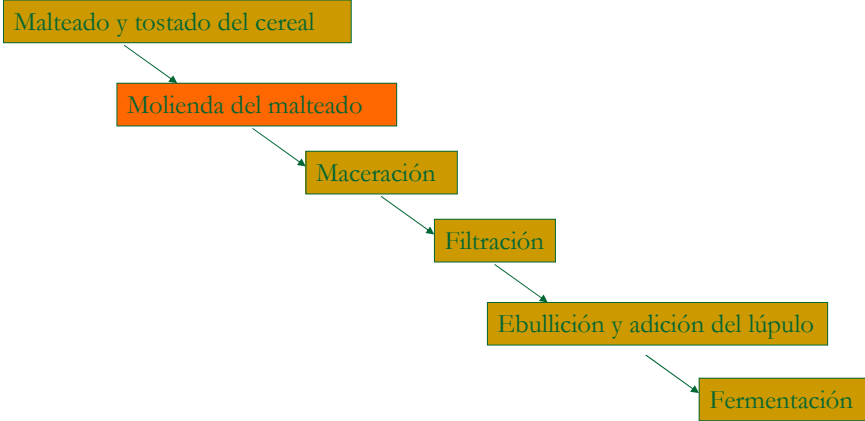 Malteado y tostado del cereal
Molienda del malteado
Maceración
Filtración
Ebullición y adición del lúpulo
Fermentación